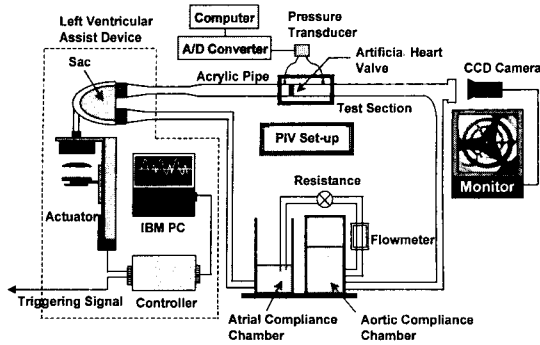 Computer
Pressure
Transducer
Left Ventricular
Assist Device
A/D Converter
Artificial Heart
Valve
Sac
Acrylic Pipe
CCD Camera
Test Section
PIV Set-up
Monitor
Resistance
Actuator
IBM PC
Flowmeter
Triggering Signal
Controller
Atrial Compliance
Chamber
Aortic Compliance
Chamber